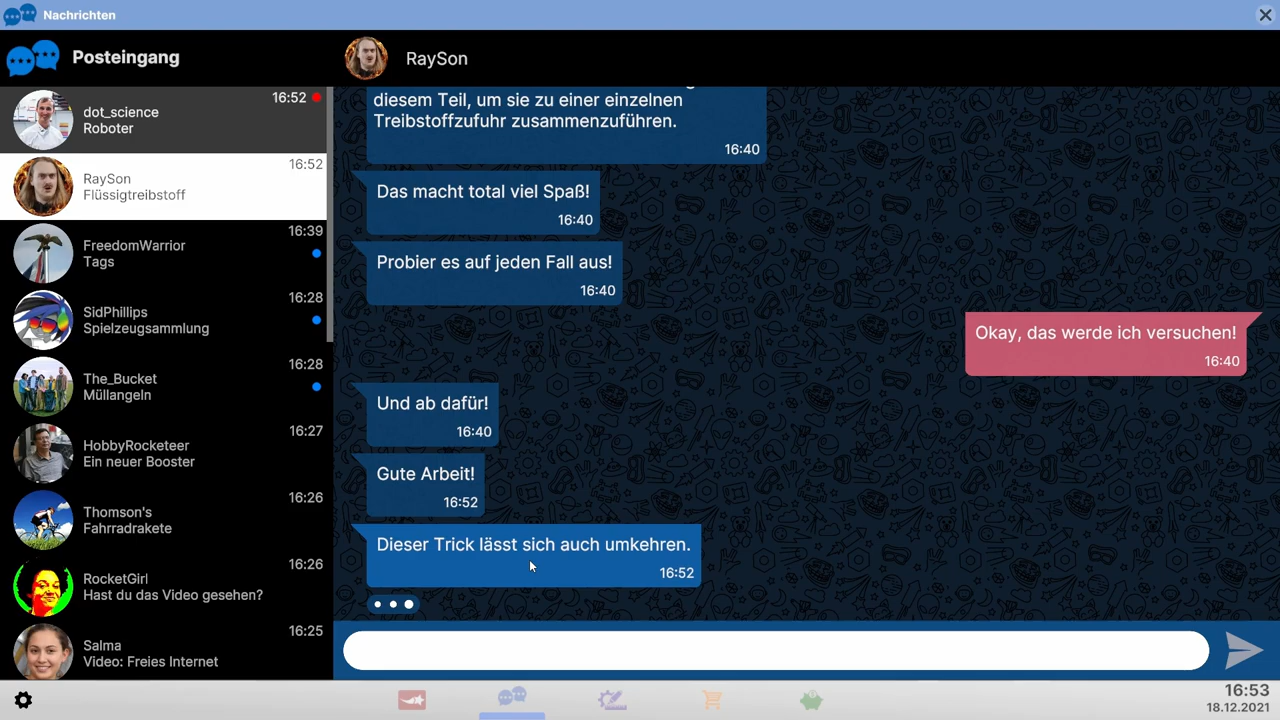 Nachrichten
Posteingang
dot_science
Roboter
16:52
RaySon
Flüssigtreibstoff
16:52
FreedomWarrior
Tags
16:39
SidPhillips
Spielzeugsammlung
16:28
The_Bucket
Müllangeln
16:28
HobbyRocketeer
Ein neuer Booster
16:27
Thomson's
Fahrradrakete
16:26
RocketGirl
Hast du das Video gesehen?
16:26
Salma
Video: Freies Internet
16:25
RaySon
diesem Teil, um sie zu einer einzelnen
Treibstoffzufuhr zusammenzuführen.
16:40
Das macht total viel Spaß!
16:40
Probier es auf jeden Fall aus!
16:40
Okay, das werde ich versuchen!
16:40
Und ab dafür!
16:40
Gute Arbeit!
16:52
Dieser Trick lässt sich auch umkehren.
16:52
16:53
18.12.2021